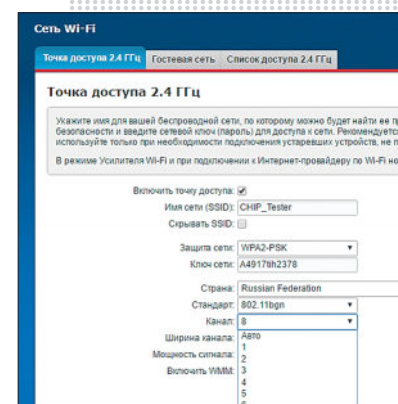 Сеть Wi-Fi
Точка доступа 2.4 ГГц Гостевая сеть Список доступа 2.4 ГГц
Точка доступа 2.4 ГГц
Укажите имя для вашей беспроводной сети, по которому можно будет найти ее
безопасности и введите сетевой ключ (пароль) для доступа к сети. Рекомендуется
используйте только при необходимости подключения устаревших устройств, не
В режиме Усилителя Wi-Fi и при подключении к Интернет-провайдеру по Wi-Fi
Включить точку доступа:
Имя сети (SSID): CHIP_Tester
Скрывать SSID:
Защита сети: WPA2-PSK
Ключ сети: A4917tih2378
Страна: Russian Federation
Стандарт: 802.11bgn
Канал: 8
Ширина канала: Авто
1
Мощность сигнала: 2
Включить WMM: 3
4
5